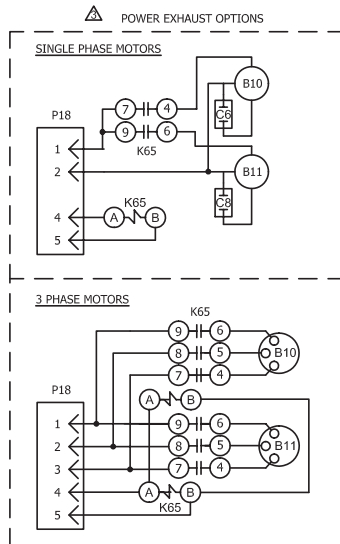 3 POWER EXHAUST OPTIONS
SINGLE PHASE MOTORS
B10
P18
7 4
C6
9 6
1
K65
2
B11
K65
C8
4
A B
5
3 PHASE MOTORS
K65
9 6
8 5
B10
7 4
P18
A B
1
9 6
2
8 5
B11
3
7 4
4
A B
K65
5